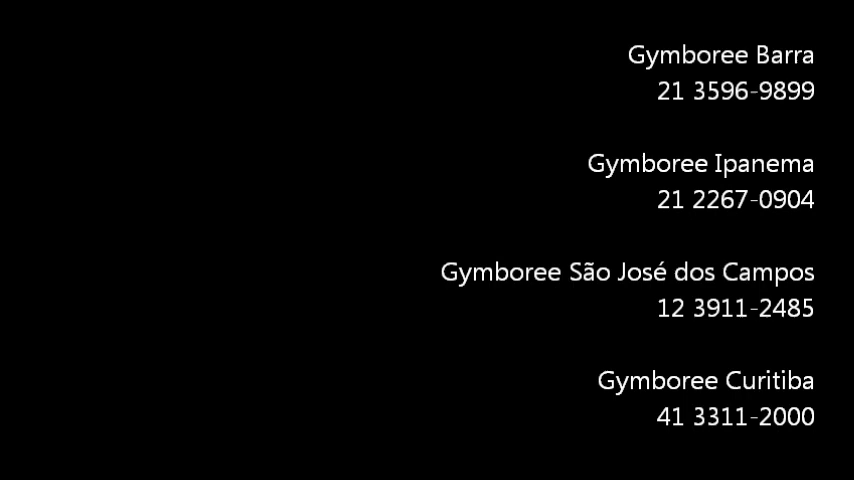 Gymboree Barra
21 3596-9899
Gymboree Ipanema
21 2267-0904
Gymboree São José dos Campos
12 3911-2485
Gymboree Curitiba
41 3311-2000